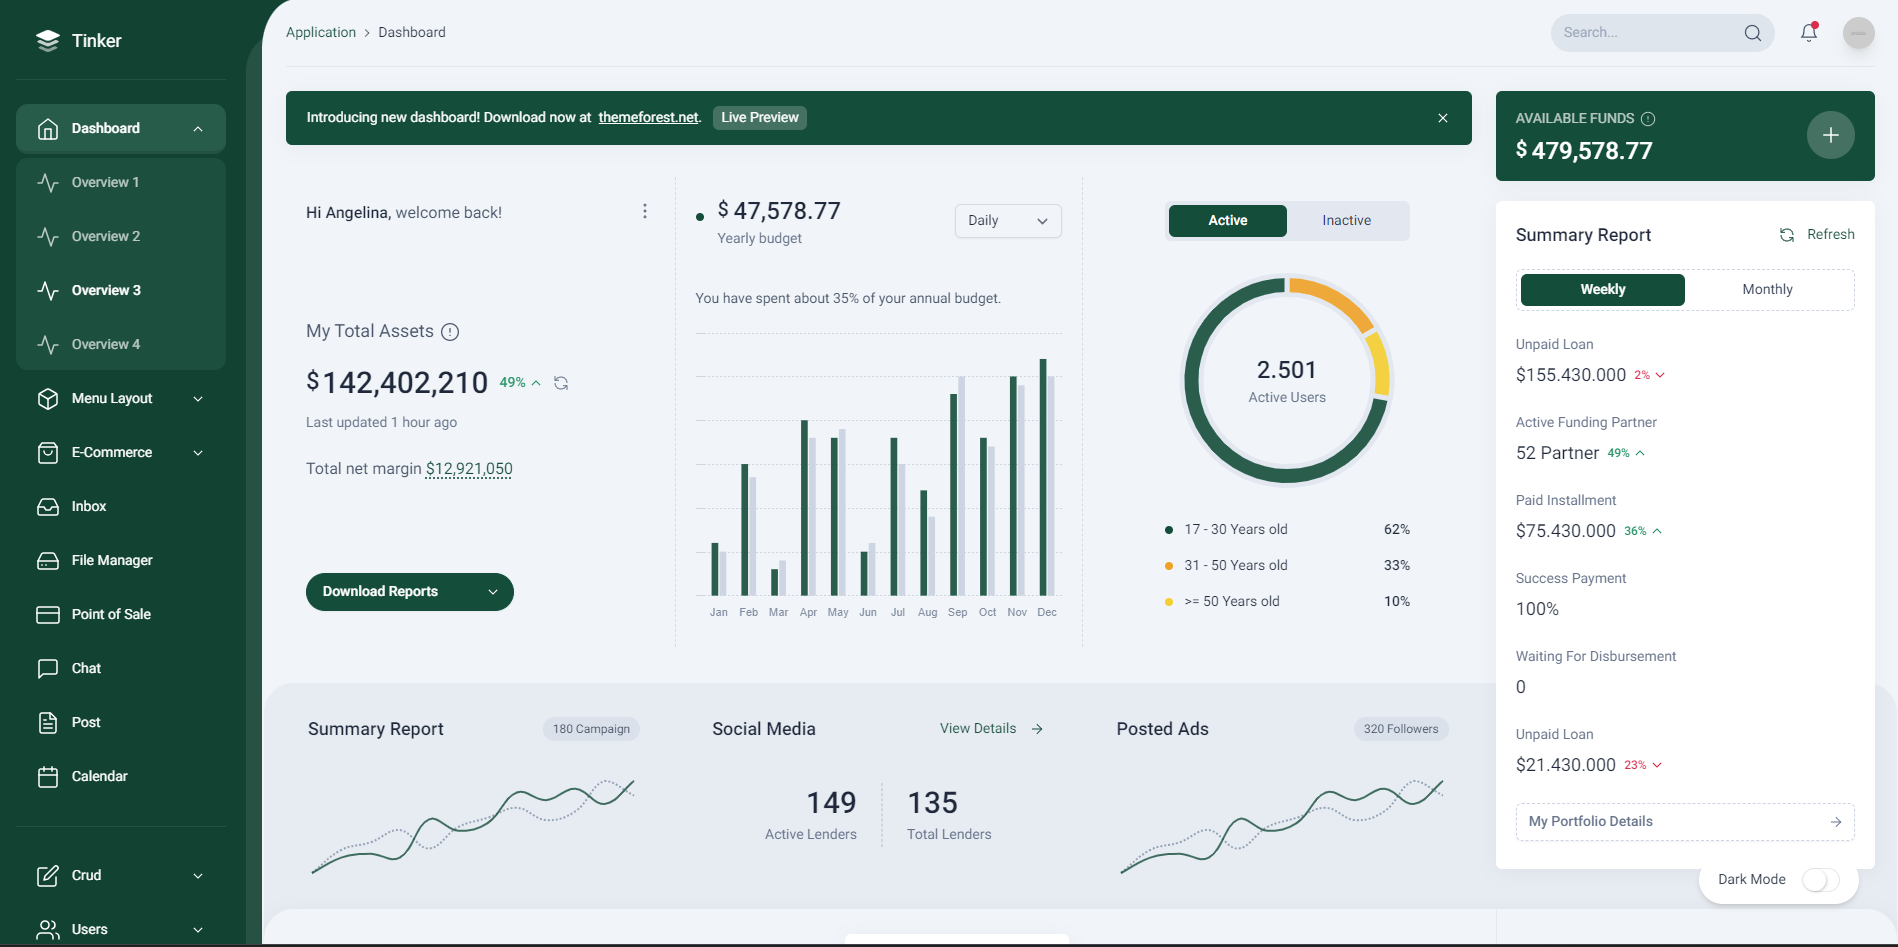 Tinker
Dashboard
Overview 1
Overview 2
Overview 3
Overview 4
Menu Layout
E-Commerce
Inbox
File Manager
Point of Sale
Chat
Post
Calendar
Crud
Users
Application > Dashboard
Search...
Introducing new dashboard! Download now at themeforest.net. Live Preview
Hi Angelina, welcome back!
My Total Assets
$142,402,210 49%
Last updated 1 hour ago
Total net margin $12,921,050
Download Reports
$ 47,578.77
Yearly budget
Daily
You have spent about 35% of your annual budget.
Jan Feb Mar Apr May Jun Jul Aug Sep Oct Nov Dec
Active Inactive
2.501
Active Users
17 - 30 Years old 62%
31 - 50 Years old 33%
>= 50 Years old 10%
AVAILABLE FUNDS
$ 479,578.77
Summary Report Refresh
Weekly Monthly
Unpaid Loan
$155.430.000 2%
Active Funding Partner
52 Partner 49%
Paid Installment
$75.430.000 36%
Success Payment
100%
Waiting For Disbursement
0
Unpaid Loan
$21.430.000 23%
My Portfolio Details
Dark Mode
Summary Report 180 Campaign
Social Media View Details
149 135
Active Lenders Total Lenders
Posted Ads 320 Followers